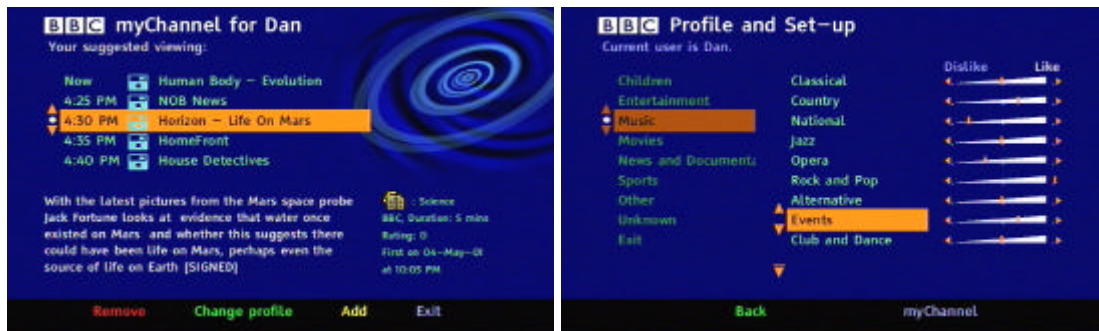 BBC myChannel for Dan
Your suggested viewing:
Now Human Body – Evolution
4:25 PM NOB News
4:30 PM Horizon – Life On Mars
4:35 PM HomeFront
4:40 PM House Detectives
With the latest pictures from the Mars space probe
Jack Fortune looks at evidence that water once
existed on Mars and whether this suggests there
could have been life on Mars, perhaps even the
source of life on Earth [SIGNED]
: Science
BBC, Duration: 5 mins
Rating: 0
First on 04-May-01
at 10:05 PM
Remove Change profile Add Exit
BBC Profile and Set-up
Current user is Dan.
Dislike Like
Children
Entertainment
Music
Movies
News and Documenta
Sports
Other
Unknown
Exit
Classical
Country
National
Jazz
Opera
Rock and Pop
Alternative
Events
Club and Dance
Back myChannel